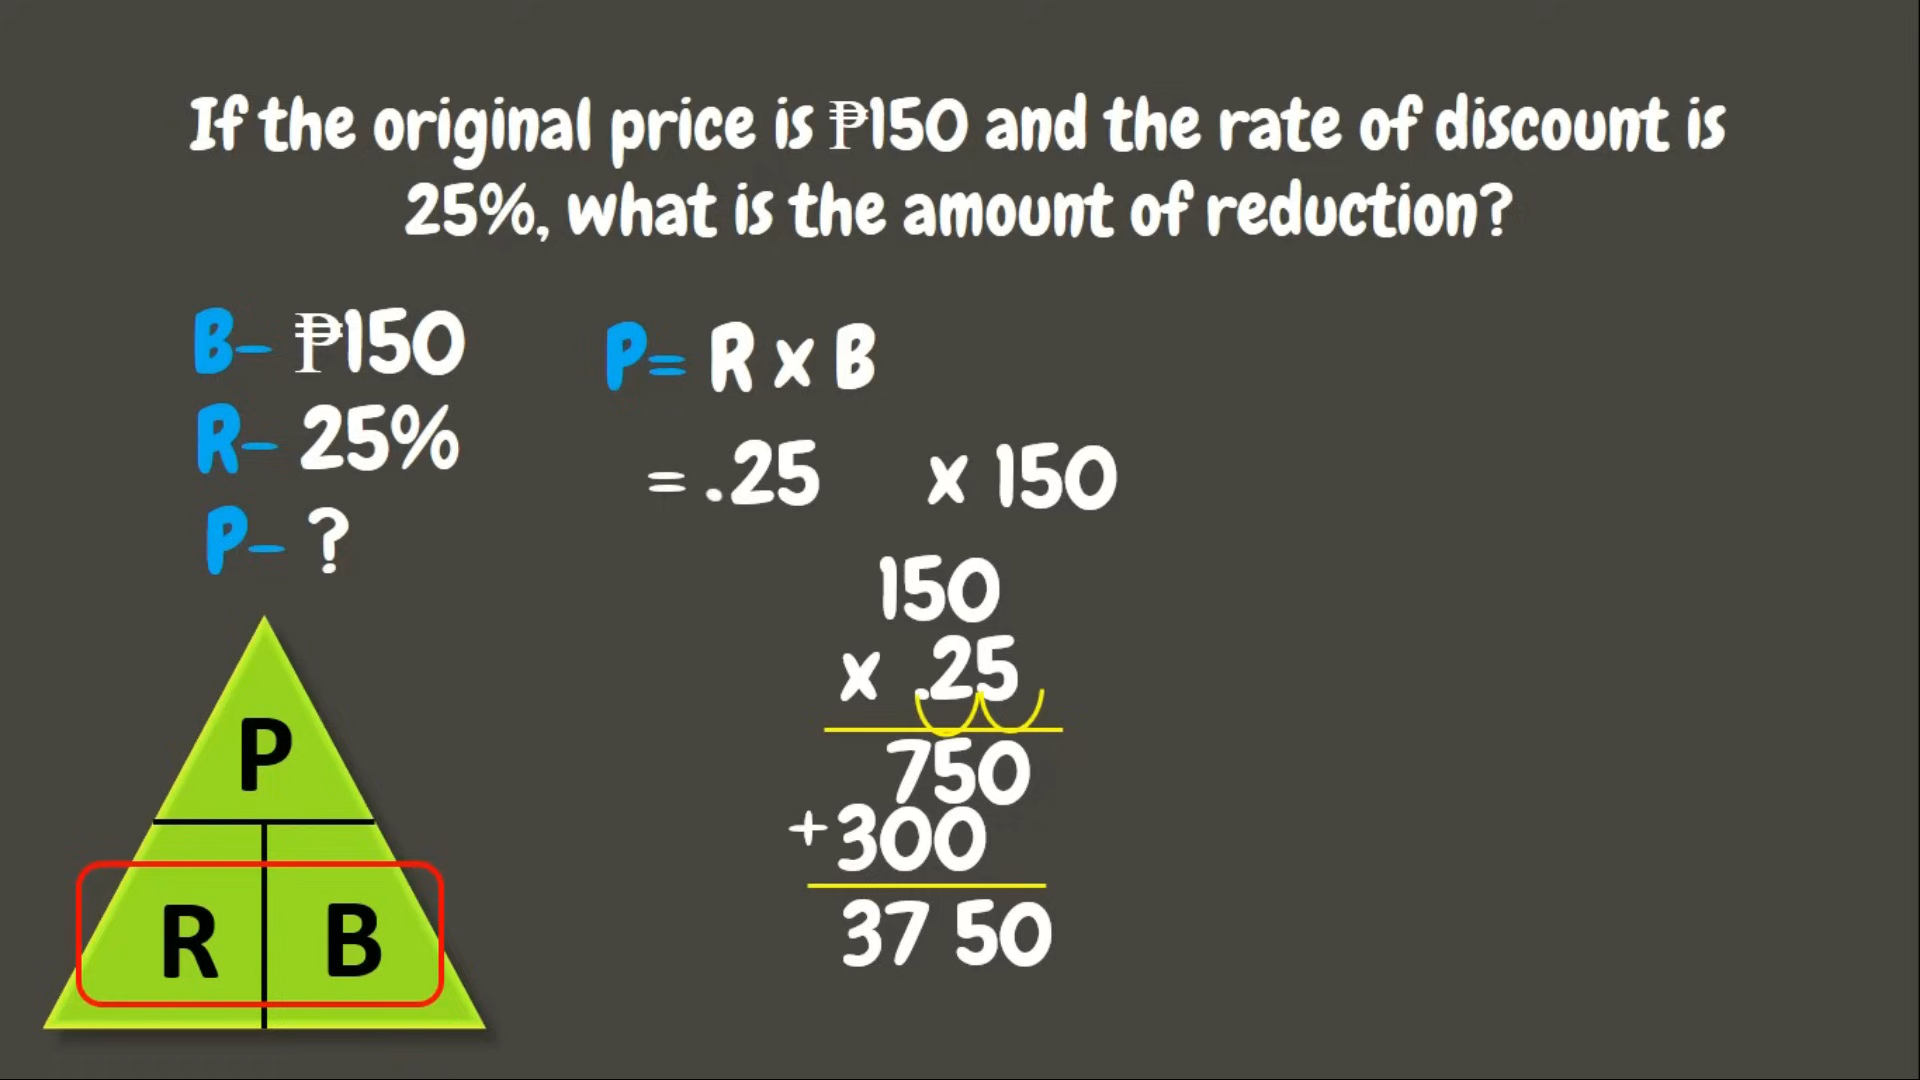 If the original price is ₱150 and the rate of discount is
25%, what is the amount of reduction?
B- ₱150
R- 25%
P- ?
P= R x B
= .25 x 150
150
x .25
750
+300
37 50
P
R B